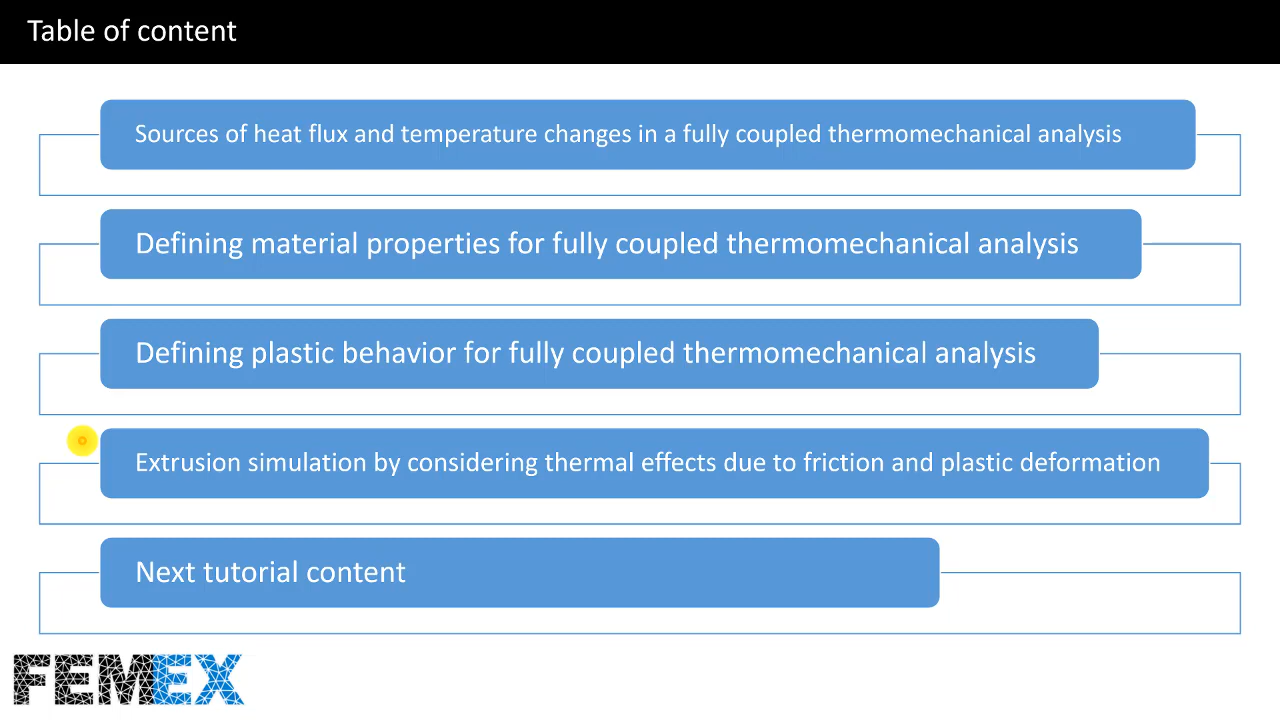 Table of content
Sources of heat flux and temperature changes in a fully coupled thermomechanical analysis
Defining material properties for fully coupled thermomechanical analysis
Defining plastic behavior for fully coupled thermomechanical analysis
Extrusion simulation by considering thermal effects due to friction and plastic deformation
Next tutorial content
FEMEX